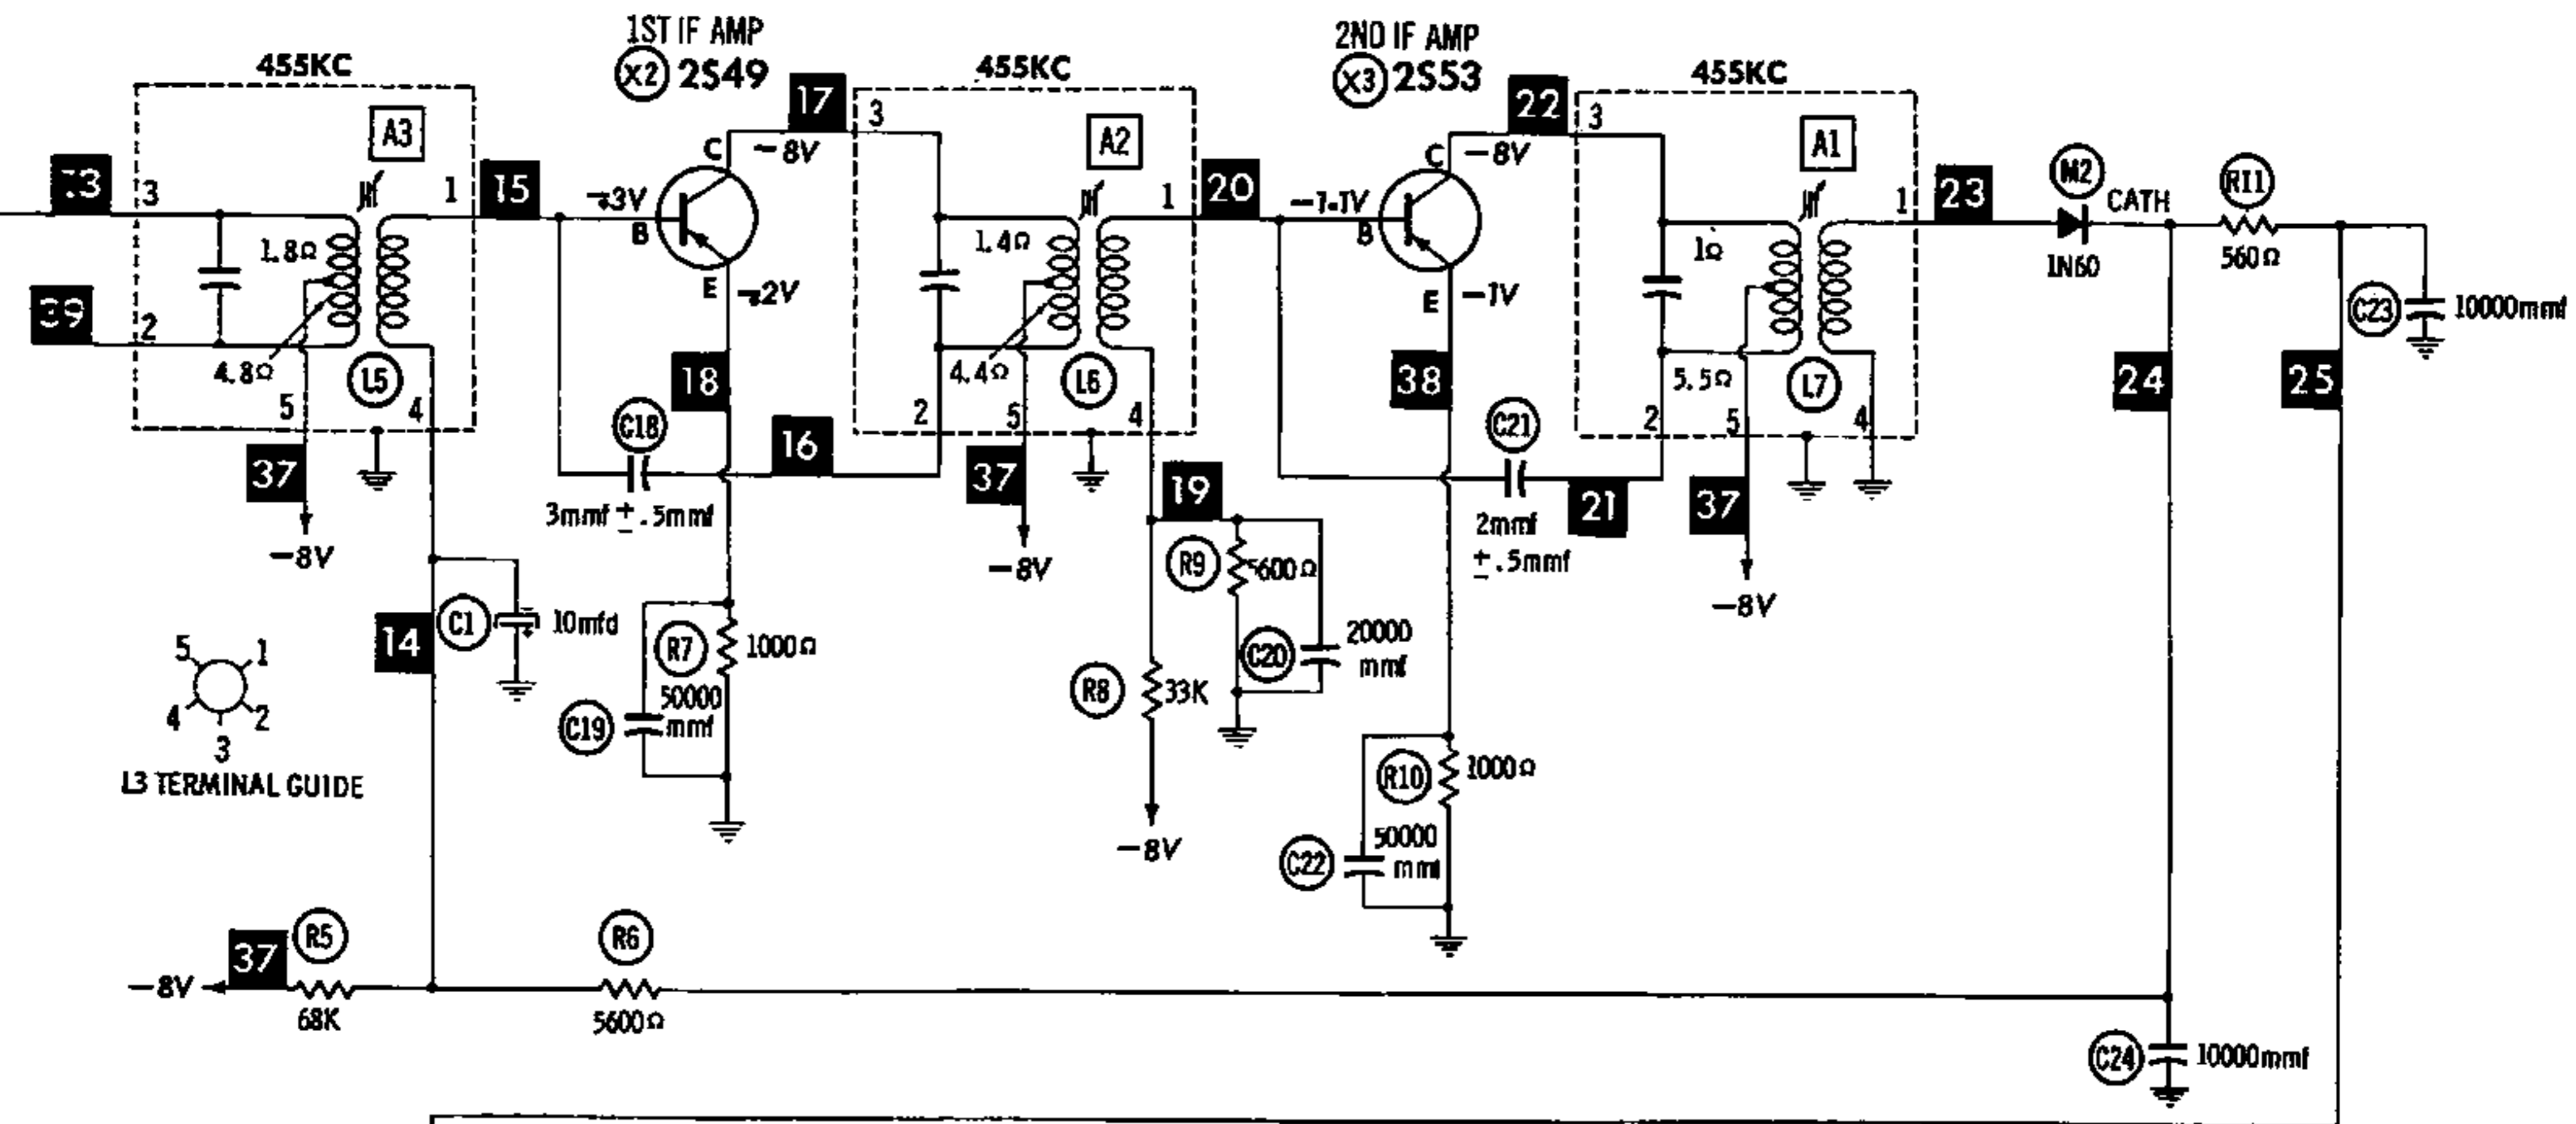 1ST IF AMP
X2 2S49
2ND IF AMP
X3 2S53
455KC
455KC
455KC
17
22
A3
A2
A1
3
3
3
C
-8V
C
-8V
39
15
1
20
1
23
1
M2
CATH
R11
1N60
560Ω
B
.2V
E
-1.1V
B
E
-1V
1.8Ω
1.4Ω
1Ω
4.8Ω
4.4Ω
5.5Ω
L5
L6
L7
2
5
4
2
5
4
2
5
4
C23
10000mmf
24
25
18
38
C18
16
3mmf ±.5mmf
C21
21
2mmf
±.5mmf
37
-8V
37
-8V
37
-8V
19
R9
5600Ω
C20
20000
mmf
14
C1
10mfd
R7
1000Ω
C19
50000
mmf
R8
33K
-8V
R10
1000Ω
C22
50000
mmf
5
1
4
2
3
L3 TERMINAL GUIDE
37
R5
R6
-8V
68K
5600Ω
C24
10000mmf